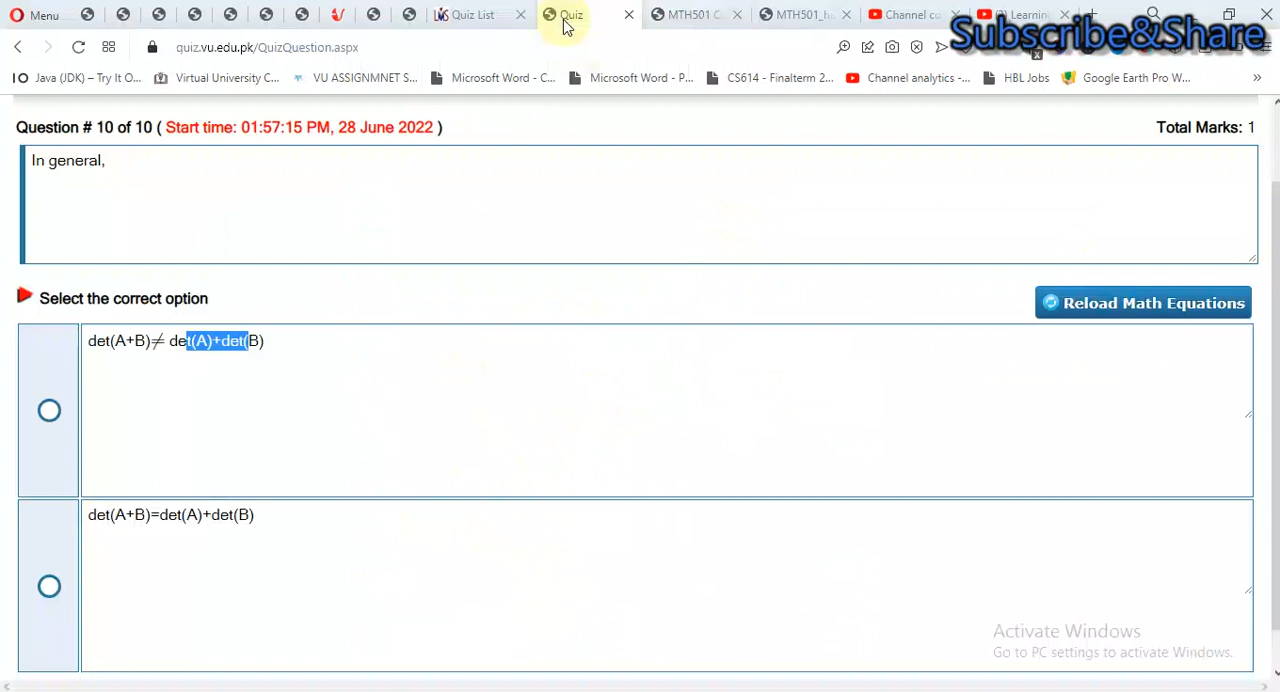 Menu
Quiz List
Quiz
MTH501 C
MTH501_h
Channel co
(2) Learnin
Subscribe&Share
quiz.vu.edu.pk/QuizQuestion.aspx
Java (JDK) – Try It O...
Virtual University C...
VU ASSIGNMNET S...
Microsoft Word - C...
Microsoft Word - P...
CS614 - Finalterm 2...
Channel analytics -...
HBL Jobs
Google Earth Pro W...
»
Question # 10 of 10 ( Start time: 01:57:15 PM, 28 June 2022 )
Total Marks: 1
In general,
Select the correct option
Reload Math Equations
det(A+B)≠ det(A)+det(B)
det(A+B)=det(A)+det(B)
Activate Windows
Go to PC settings to activate Windows.